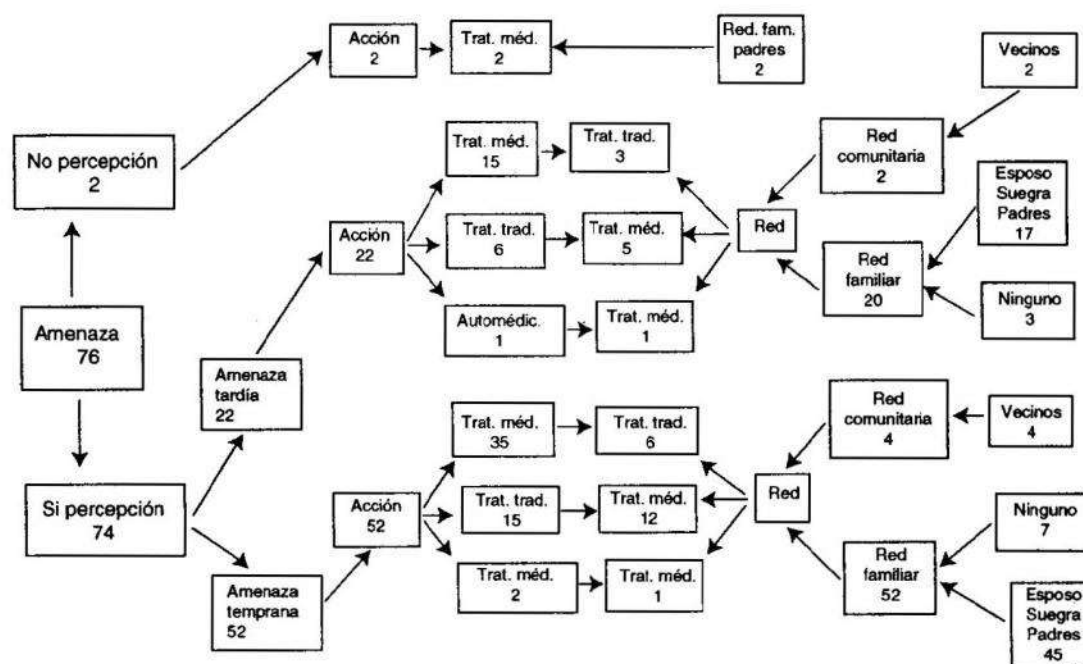 Acción
2
Trat. méd.
2
Red. fam.
padres
2
Vecinos
2
No percepción
2
Trat. méd.
15
Trat. trad.
3
Red
comunitaria
2
Esposo
Suegra
Padres
17
Acción
22
Trat. trad.
6
Trat. méd.
5
Red
Red
familiar
20
Amenaza
76
Automédic.
1
Trat. méd.
1
Ninguno
3
Amenaza
tardía
22
Trat. méd.
35
Trat. trad.
6
Red
comunitaria
4
Vecinos
4
Si percepción
74
Acción
52
Trat. trad.
15
Trat. méd.
12
Red
Ninguno
7
Amenaza
temprana
52
Trat. méd.
2
Trat. méd.
1
Red
familiar
52
Esposo
Suegra
Padres
45